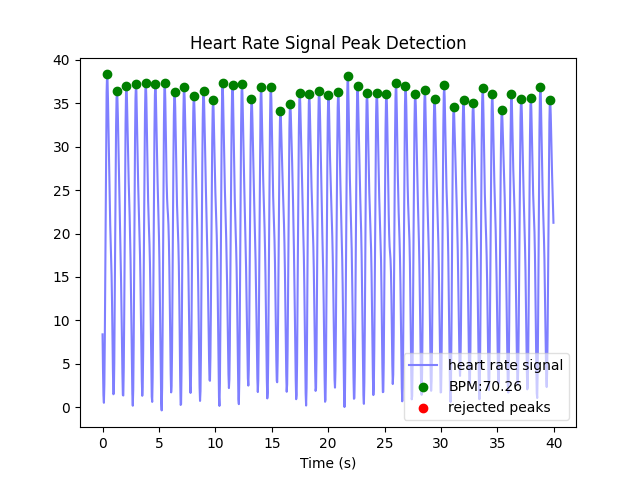 Heart Rate Signal Peak Detection
40
35
30
25
20
15
10
5
0
heart rate signal
BPM:70.26
rejected peaks
0 5 10 15 20 25 30 35 40
Time (s)